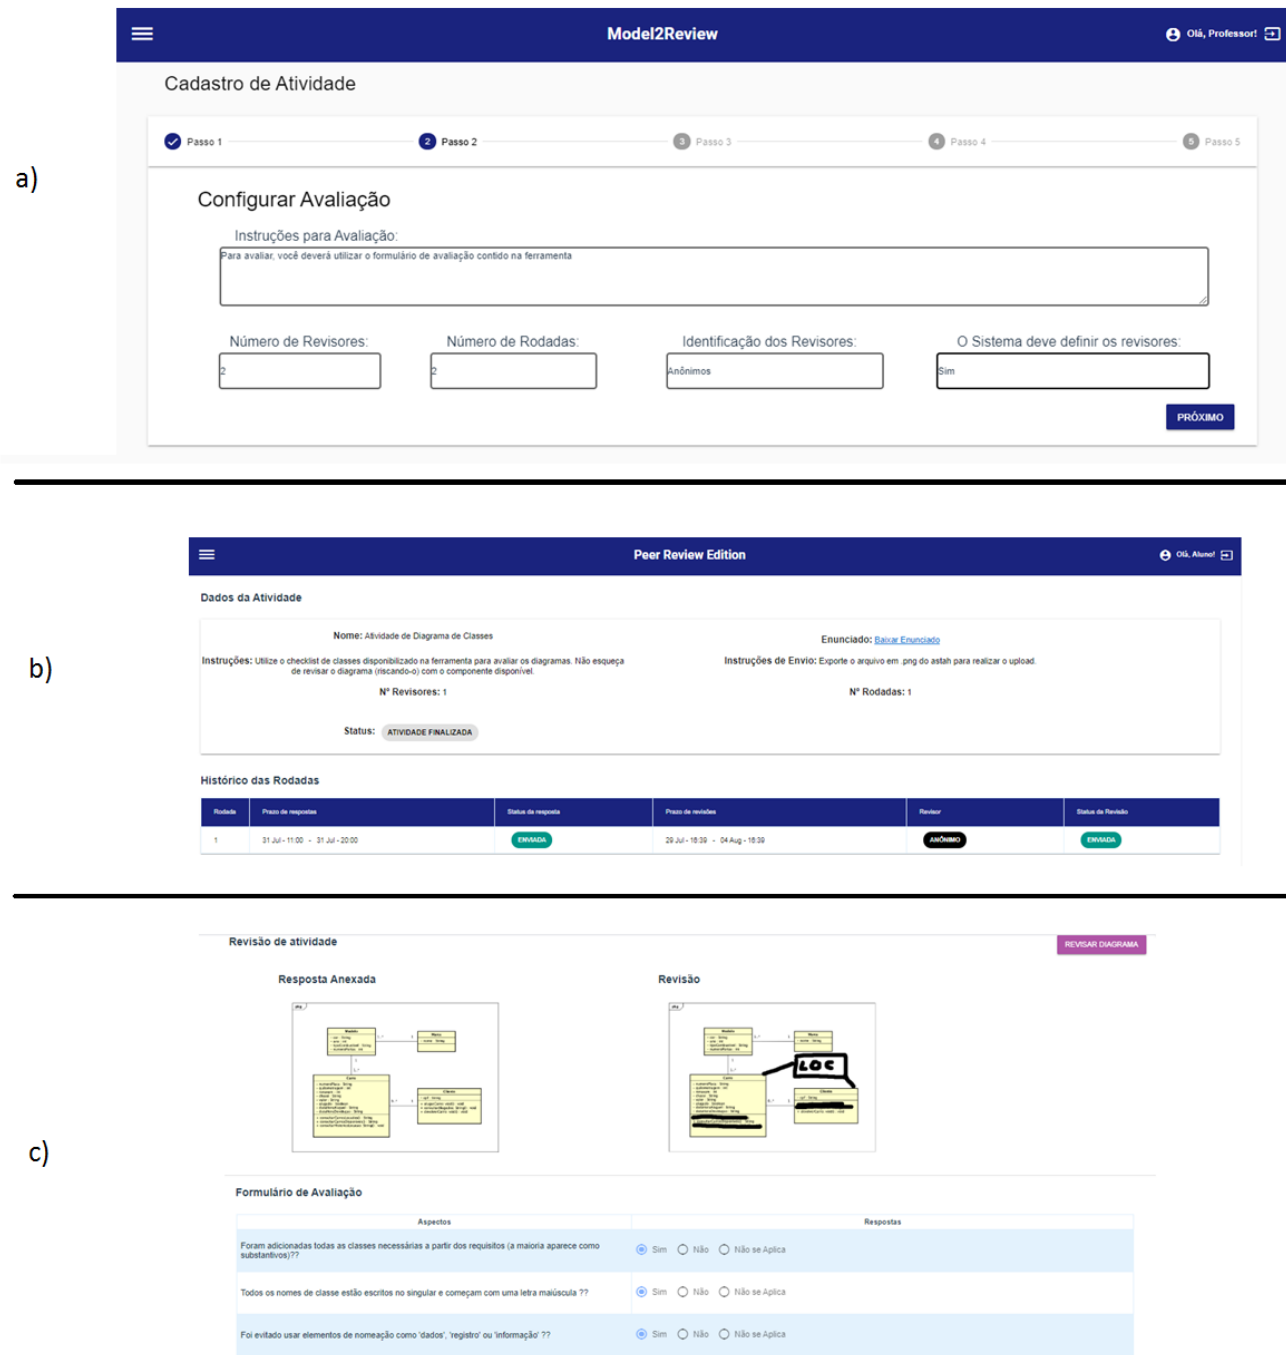 Model2Review
Olá, Professor!
Cadastro de Atividade
Passo 1
2 Passo 2
3 Passo 3
4 Passo 4
5 Passo 5
a)
Configurar Avaliação
Instruções para Avaliação:
Para avaliar, você deverá utilizar o formulário de avaliação contido na ferramenta
Número de Revisores: Número de Rodadas: Identificação dos Revisores: O Sistema deve definir os revisores:
2 2 Anônimos Sim
PRÓXIMO
Peer Review Edition
Olá, Aluno!
Dados da Atividade
Nome: Atividade de Diagrama de Classes
Enunciado: Baixar Enunciado
b)
Instruções: Utilize o checklist de classes disponibilizado na ferramenta para avaliar os diagramas. Não esqueça
de revisar o diagrama (riscando-o) com o componente disponível.
Instruções de Envio: Exporte o arquivo em .png do astah para realizar o upload.
Nº Revisores: 1
Nº Rodadas: 1
Status: ATIVIDADE FINALIZADA
Histórico das Rodadas
Rodada Prazo de respostas Status da resposta Prazo de revisões Revisor Status da Revisão
1 31 Jul - 11:00 - 31 Jul - 20:00 ENVIADA 29 Jul - 16:39 - 04 Aug - 16:39 ANÔNIMO ENVIADA
Revisão de atividade
REVISAR DIAGRAMA
Resposta Anexada
Revisão
LOC
c)
Formulário de Avaliação
Aspectos Respostas
Foram adicionadas todas as classes necessárias a partir dos requisitos (a maioria aparece como
substantivos)??
Sim Não Não se Aplica
Todos os nomes de classe estão escritos no singular e começam com uma letra maiúscula ??
Sim Não Não se Aplica
Foi evitado usar elementos de nomeação como 'dados', 'registro' ou 'informação' ??
Sim Não Não se Aplica